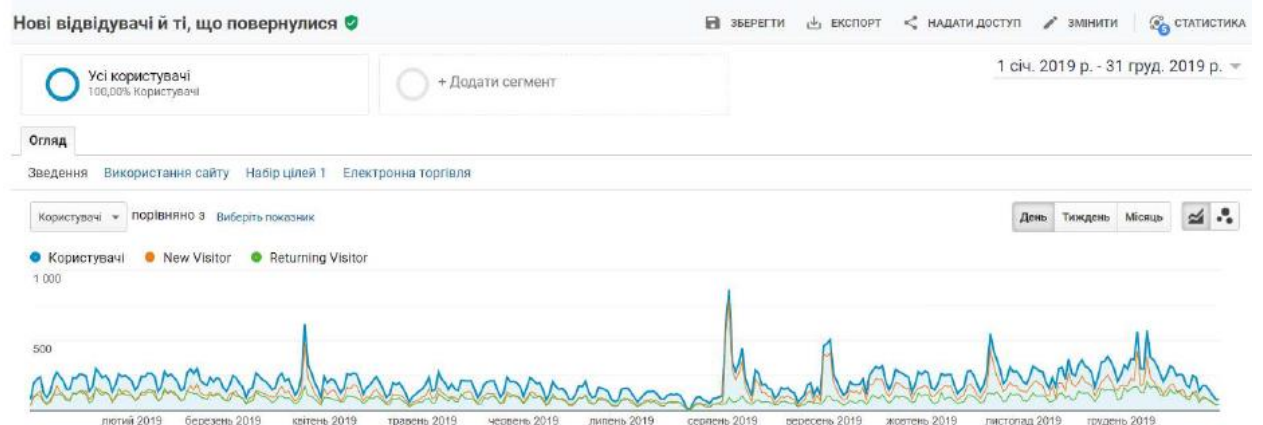 Нові відвідувачі й ті, що повернулися
ЗБЕРЕГТИ ЕКСПОРТ НАДАТИ ДОСТУП ЗМІНИТИ 5 СТАТИСТИКА
Усі користувачі
100,00% Користувачі
+ Додати сегмент
1 січ. 2019 р. - 31 груд. 2019 р.
Огляд
Зведення Використання сайту Набір цілей 1 Електронна торгівля
Користувачі порівняно з Виберіть показник
День Тиждень Місяць
Користувачі New Visitor Returning Visitor
1 000
500
лютий 2019 березень 2019 квітень 2019 травень 2019 червень 2019 липень 2019 серпень 2019 вересень 2019 жовтень 2019 листопад 2019 грудень 2019